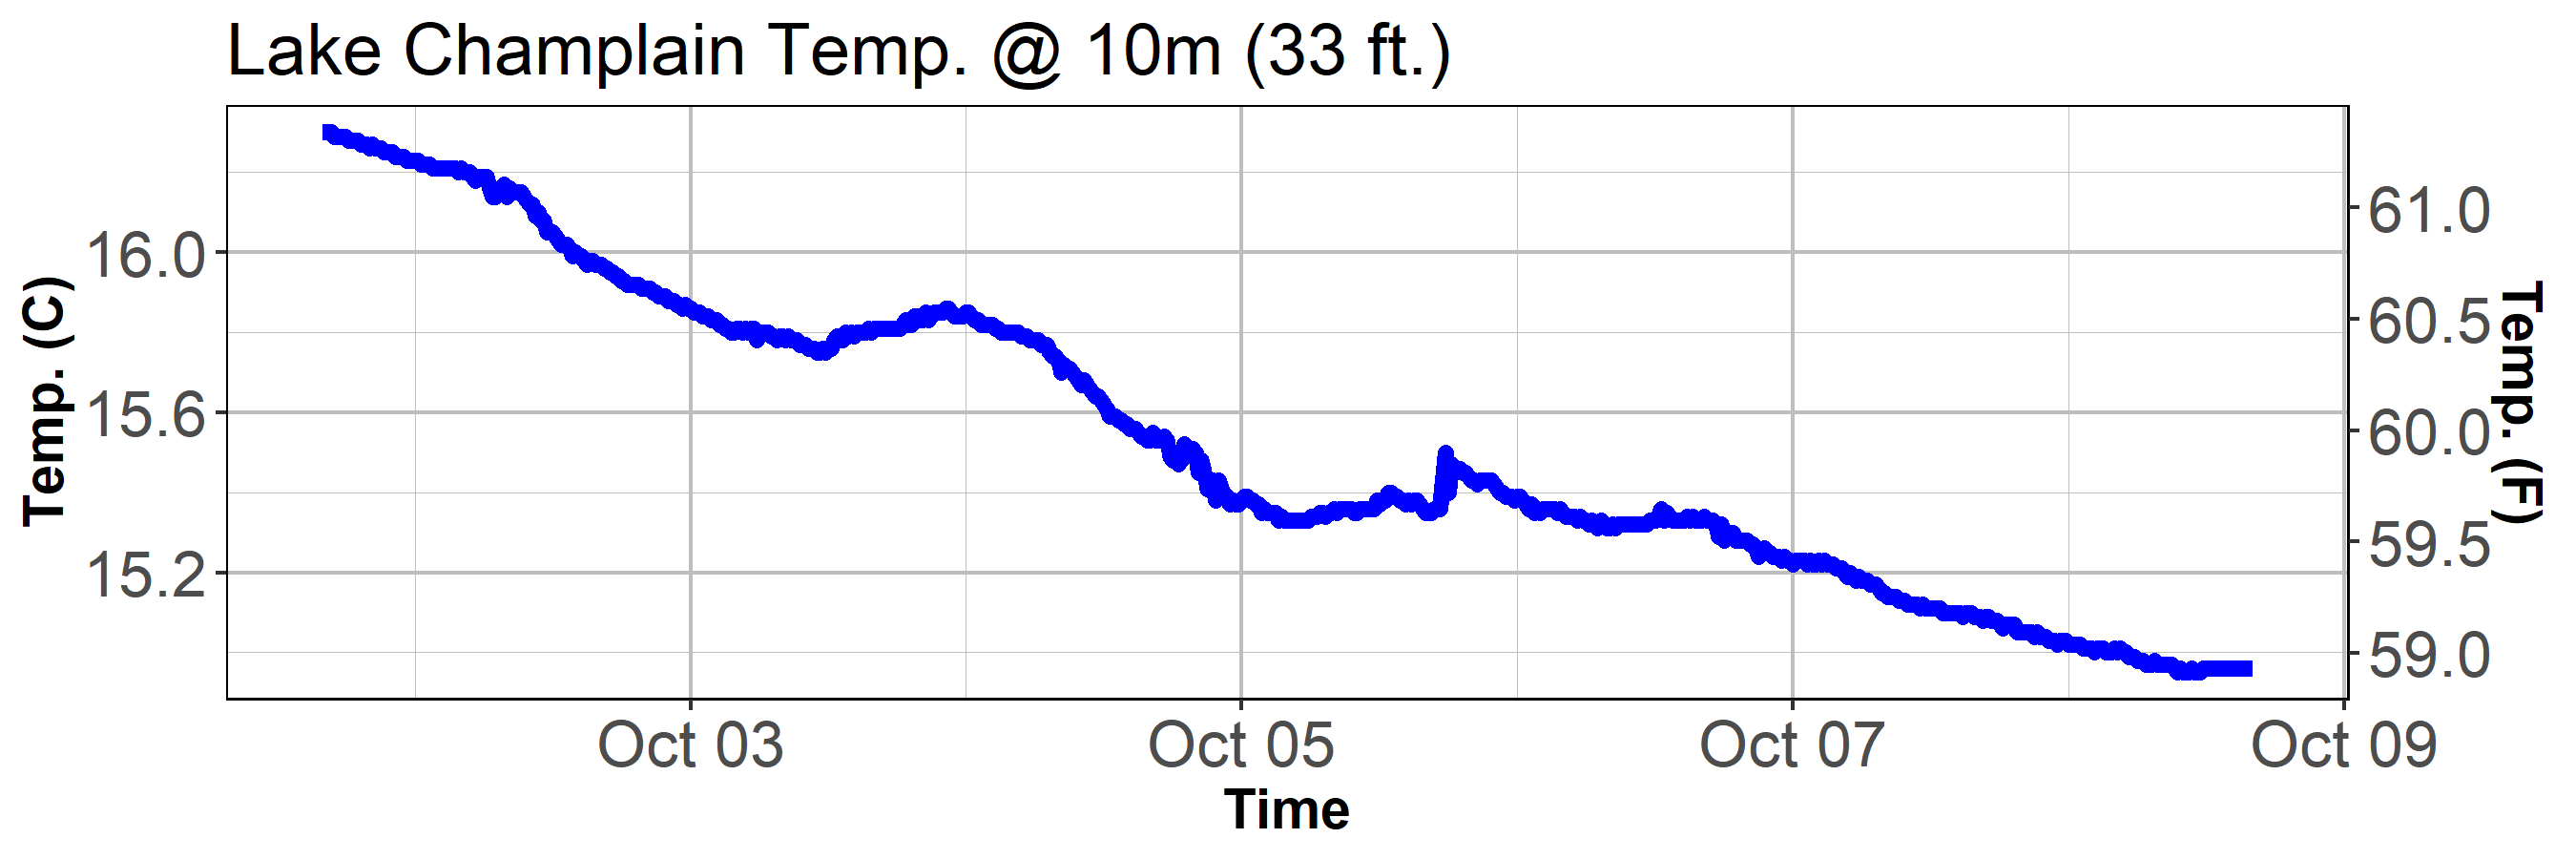 Lake Champlain Temp. @ 10m (33 ft.)
Temp. (C)
16.0
15.6
15.2
61.0
60.5
60.0
59.5
59.0
Temp. (F)
Oct 03 Oct 05 Oct 07 Oct 09
Time